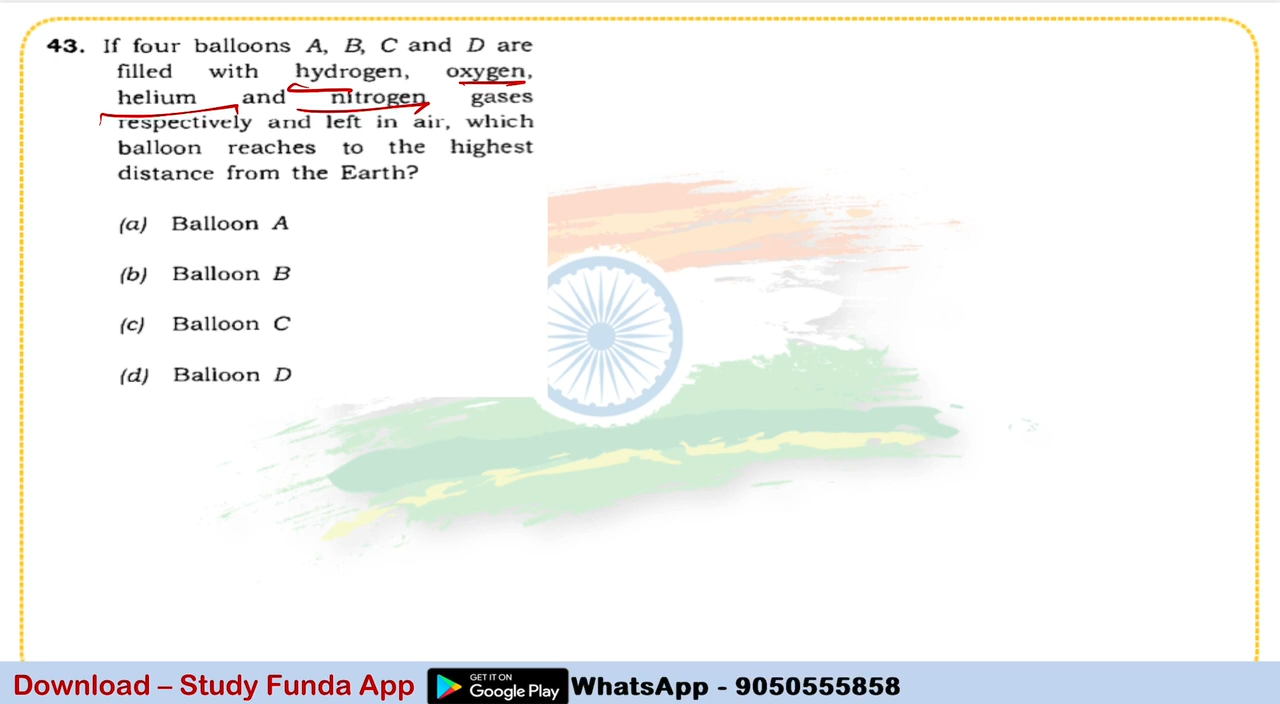 43. If four balloons A, B, C and D are
filled with hydrogen, oxygen,
helium and nitrogen gases
respectively and left in air, which
balloon reaches to the highest
distance from the Earth?
(a) Balloon A
(b) Balloon B
(c) Balloon C
(d) Balloon D
Download – Study Funda App GET IT ON Google Play WhatsApp - 9050555858